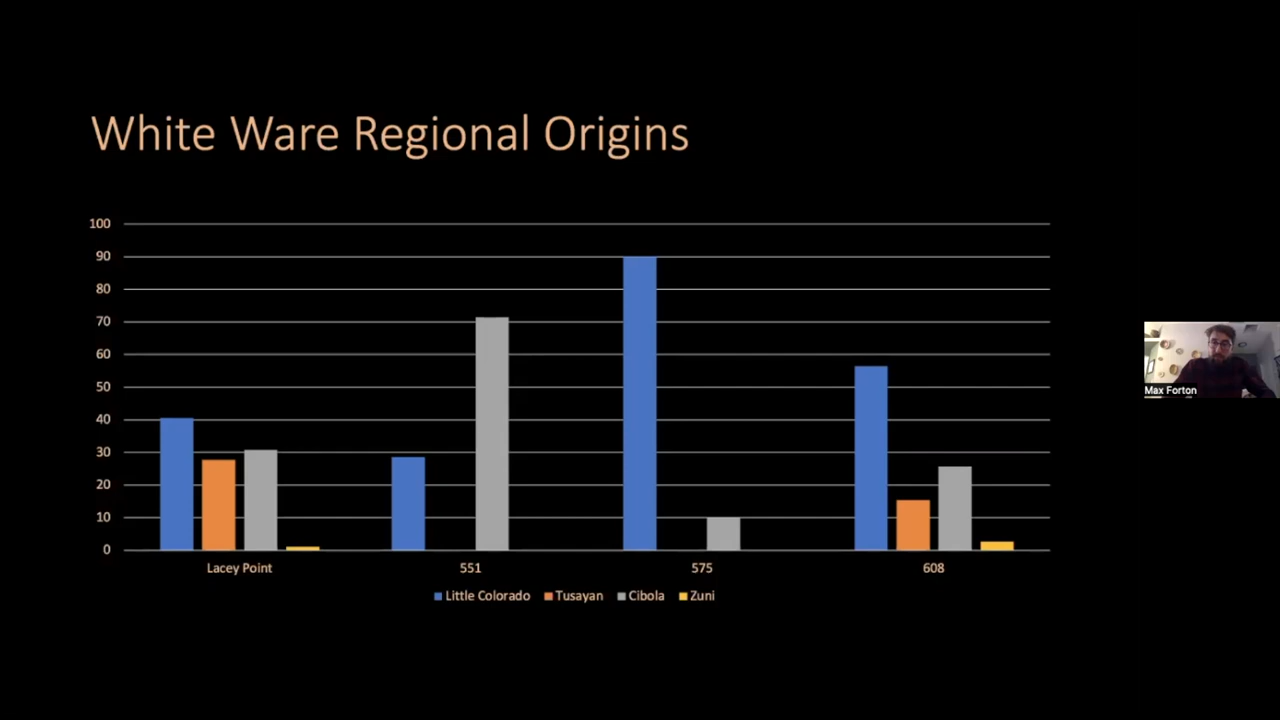 White Ware Regional Origins
100
90
80
70
60
50
40
30
20
10
0
Lacey Point 551 575 608
Little Colorado Tusayan Cibola Zuni
Max Forton